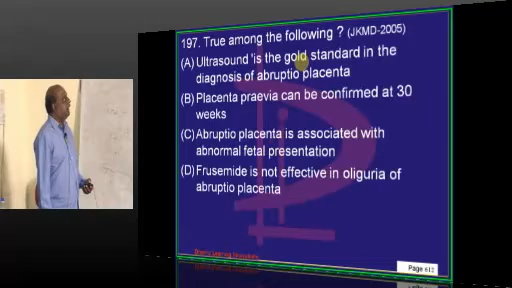 197. True among the following ? (JKMD-2005)
(A) Ultrasound 'is the gold standard in the
diagnosis of abruptio placenta
(B) Placenta praevia can be confirmed at 30
weeks
(C) Abruptio placenta is associated with
abnormal fetal presentation
(D) Frusemide is not effective in oliguria of
abruptio placenta
Page 612